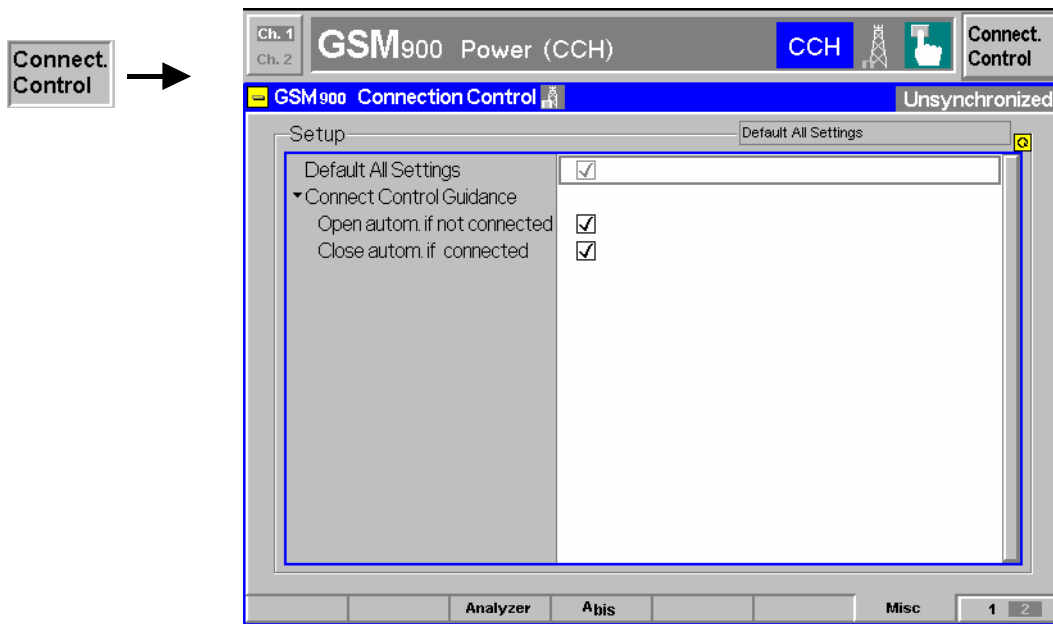 Connect.
Control
Ch. 1
Ch. 2
GSM900 Power (CCH)
CCH
Connect.
Control
GSM900 Connection Control
Unsynchronized
Setup
Default All Settings
Default All Settings
Connect Control Guidance
Open autom. if not connected
Close autom. if connected
Analyzer
Abis
Misc
1 2